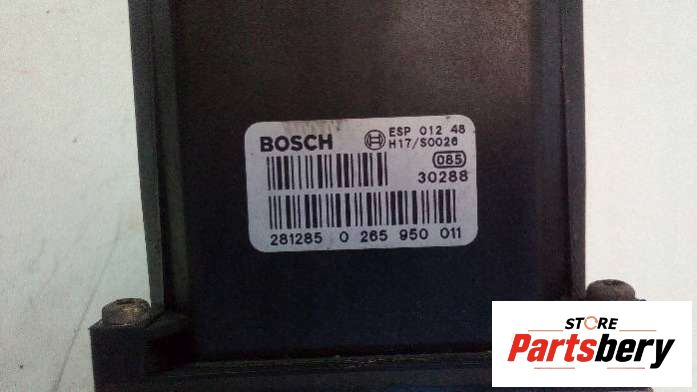 BOSCH
ESP 012 48
H17/S0026
085
30288
281285 0 265 950 011
STORE
Partsbery